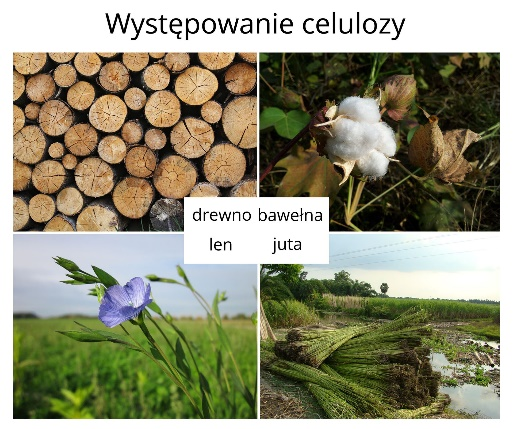 Występowanie celulozy
drewno bawełna
len juta